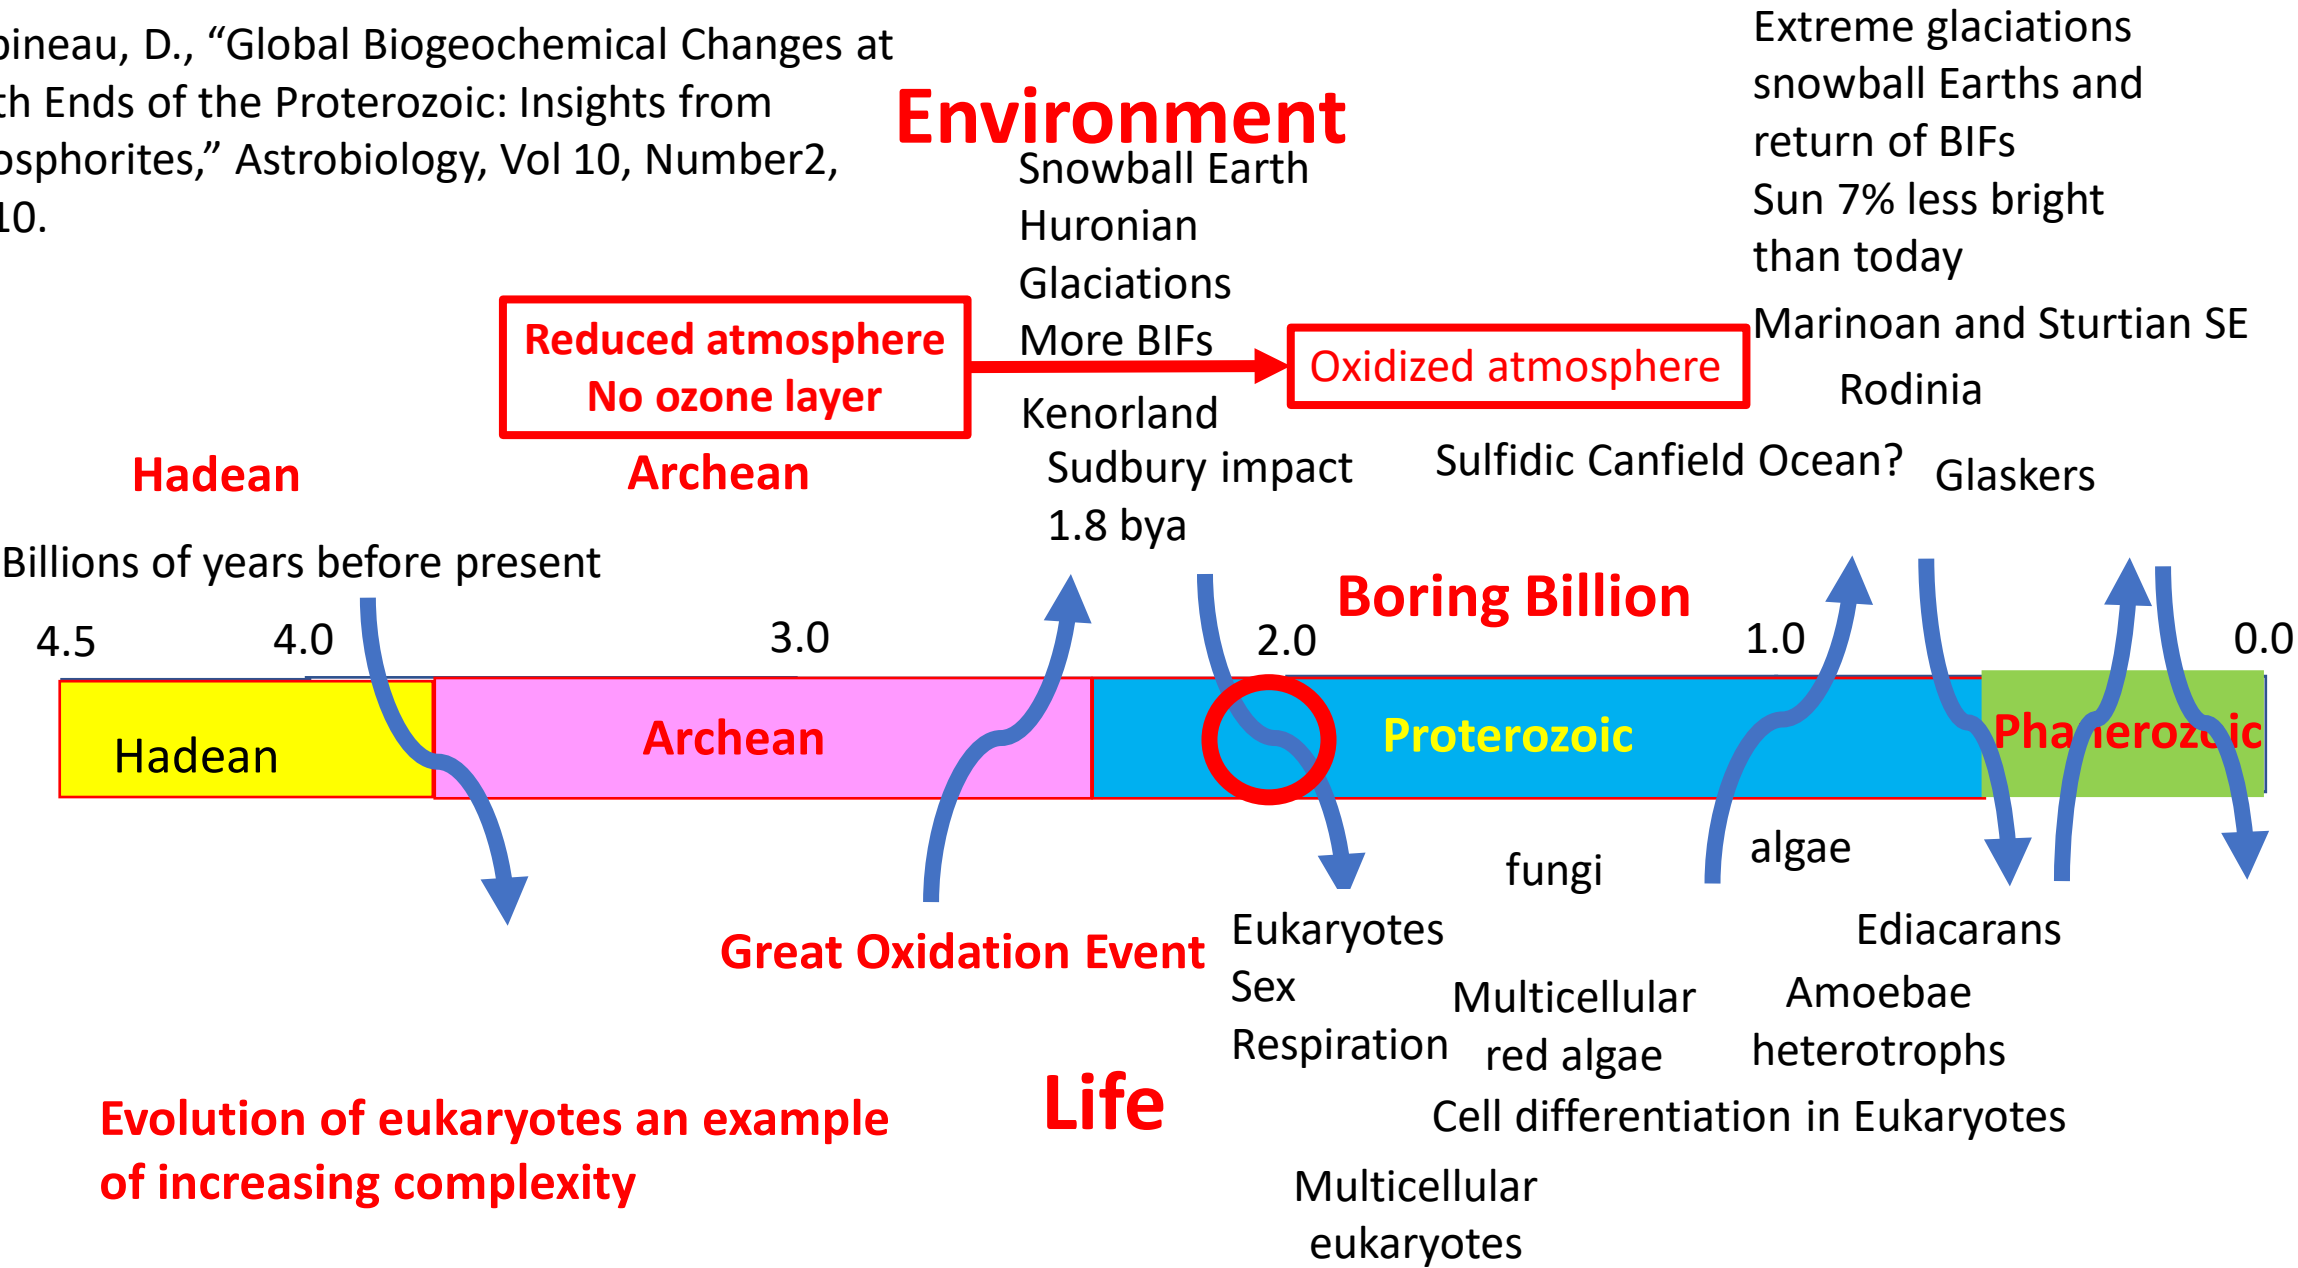 pineau, D., “Global Biogeochemical Changes at
th Ends of the Proterozoic: Insights from
osphorites,” Astrobiology, Vol 10, Number2,
10.
Environment
Snowball Earth
Huronian
Glaciations
More BIFs
Kenorland
Sudbury impact
1.8 bya
Extreme glaciations
snowball Earths and
return of BIFs
Sun 7% less bright
than today
Marinoan and Sturtian SE
Rodinia
Glaskers
Reduced atmosphere
No ozone layer
Oxidized atmosphere
Sulfidic Canfield Ocean?
Hadean
Archean
Billions of years before present
Boring Billion
4.5
4.0
3.0
2.0
1.0
0.0
Hadean
Archean
Proterozoic
Phanerozoic
Great Oxidation Event
Eukaryotes
Sex
Respiration
fungi
algae
Multicellular
red algae
Ediacarans
Amoebae
heterotrophs
Life
Cell differentiation in Eukaryotes
Multicellular
eukaryotes
Evolution of eukaryotes an example
of increasing complexity